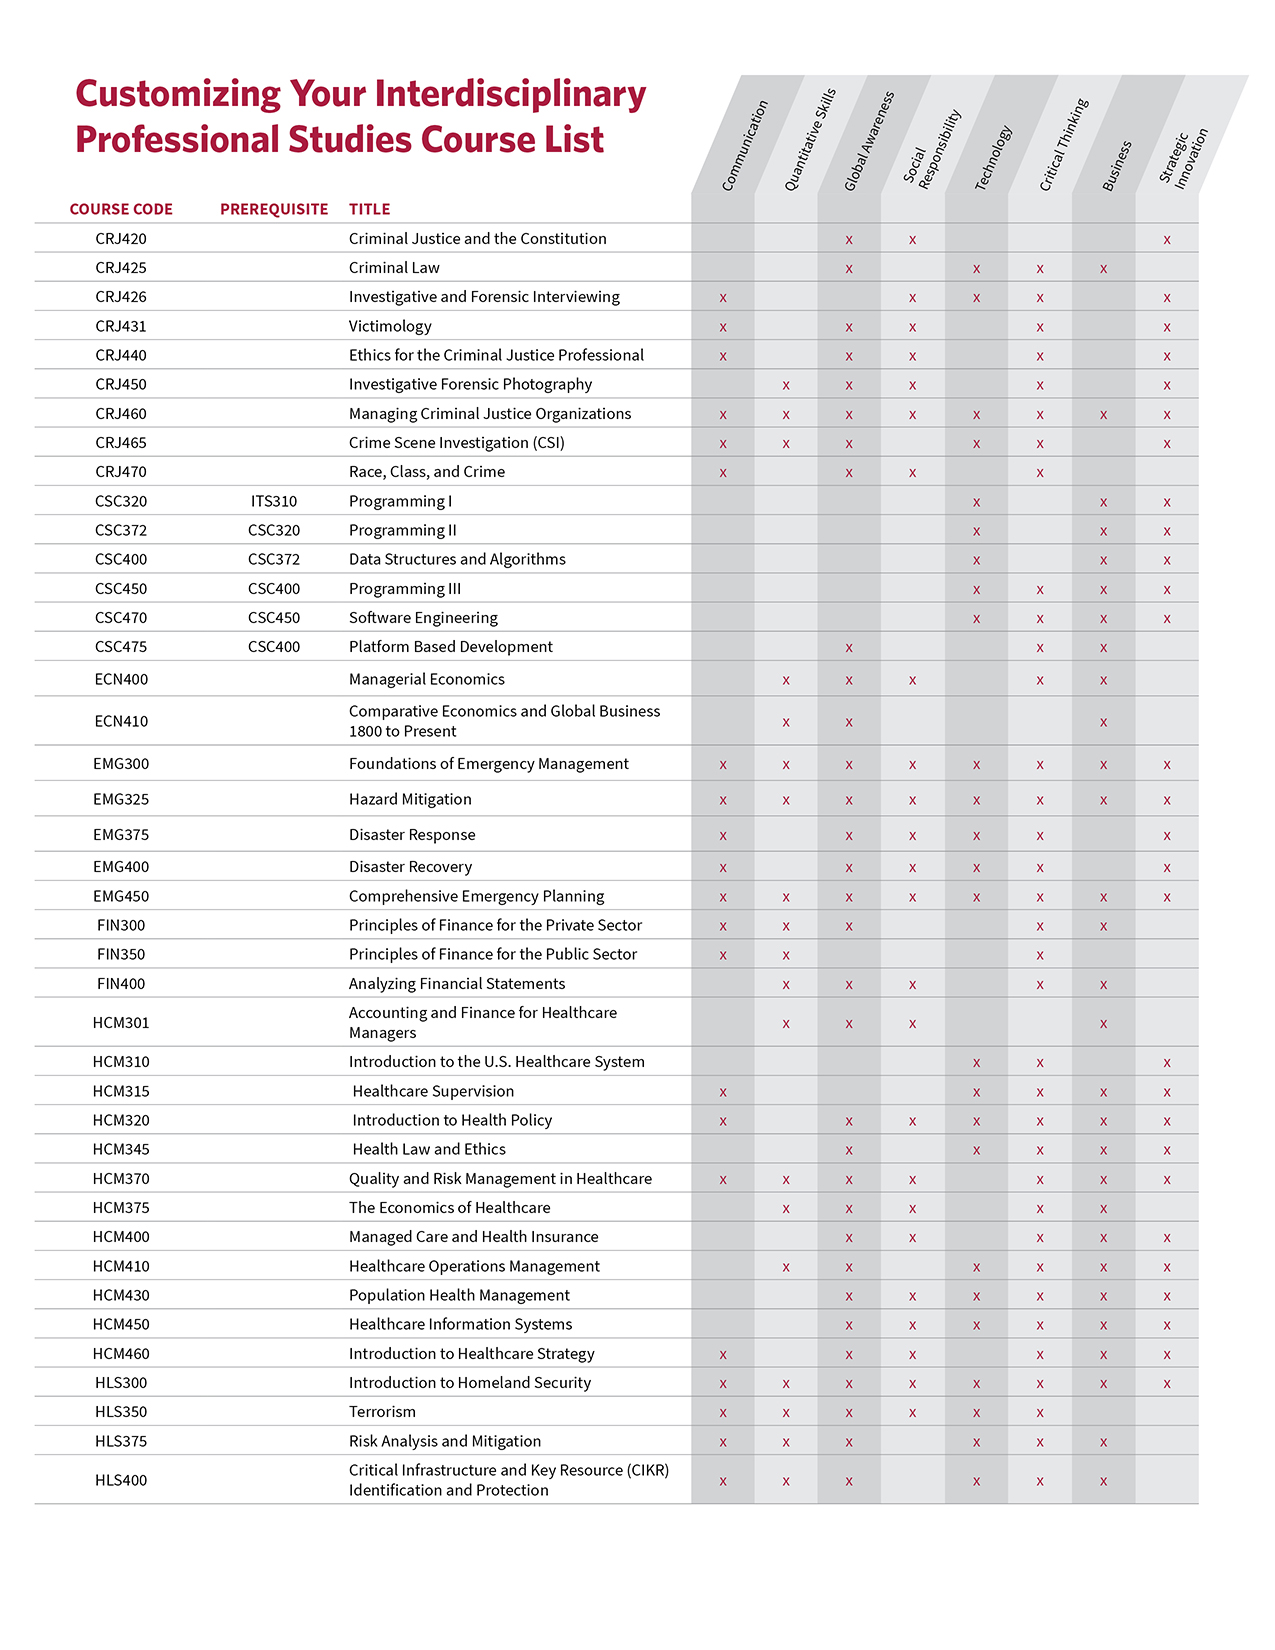 Customizing Your Interdisciplinary
Professional Studies Course List
Communication
Quantitative Skills
Global Awareness
Social
Responsibility
Technology
Critical Thinking
Business
Strategic
Innovation
COURSE CODE PREREQUISITE TITLE
CRJ420 Criminal Justice and the Constitution x x x
CRJ425 Criminal Law x x x x
CRJ426 Investigative and Forensic Interviewing x x x x x
CRJ431 Victimology x x x x x
CRJ440 Ethics for the Criminal Justice Professional x x x x x
CRJ450 Investigative Forensic Photography x x x x x
CRJ460 Managing Criminal Justice Organizations x x x x x x x x
CRJ465 Crime Scene Investigation (CSI) x x x x x x
CRJ470 Race, Class, and Crime x x x x
CSC320 ITS310 Programming I x x x
CSC372 CSC320 Programming II x x x
CSC400 CSC372 Data Structures and Algorithms x x x
CSC450 CSC400 Programming III x x x x
CSC470 CSC450 Software Engineering x x x x
CSC475 CSC400 Platform Based Development x x x
ECN400 Managerial Economics x x x x x
Comparative Economics and Global Business
ECN410 x x x
1800 to Present
EMG300 Foundations of Emergency Management x x x x x x x x
EMG325 Hazard Mitigation x x x x x x x x
EMG375 Disaster Response x x x x x x
EMG400 Disaster Recovery x x x x x x
EMG450 Comprehensive Emergency Planning x x x x x x x x
FIN300 Principles of Finance for the Private Sector x x x x x
FIN350 Principles of Finance for the Public Sector x x x
FIN400 Analyzing Financial Statements x x x x x
Accounting and Finance for Healthcare
HCM301 x x x x
Managers
HCM310 Introduction to the U.S. Healthcare System x x x
HCM315 Healthcare Supervision x x x x x
HCM320 Introduction to Health Policy x x x x x x x
HCM345 Health Law and Ethics x x x x x
HCM370 Quality and Risk Management in Healthcare x x x x x x x
HCM375 The Economics of Healthcare x x x x x
HCM400 Managed Care and Health Insurance x x x x x
HCM410 Healthcare Operations Management x x x x x x
HCM430 Population Health Management x x x x x x
HCM450 Healthcare Information Systems x x x x x x
HCM460 Introduction to Healthcare Strategy x x x x x x
HLS300 Introduction to Homeland Security x x x x x x x x
HLS350 Terrorism x x x x x x
HLS375 Risk Analysis and Mitigation x x x x x x
Critical Infrastructure and Key Resource (CIKR)
HLS400 x x x x x x
Identification and Protection